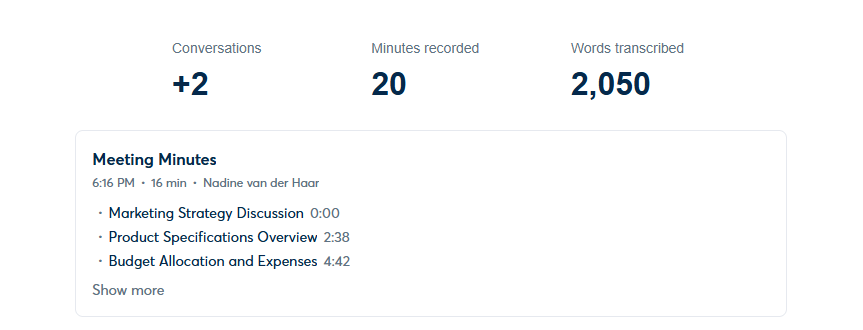 Conversations Minutes recorded Words transcribed
+2 20 2,050
Meeting Minutes
6:16 PM · 16 min · Nadine van der Haar
· Marketing Strategy Discussion 0:00
· Product Specifications Overview 2:38
· Budget Allocation and Expenses 4:42
Show more